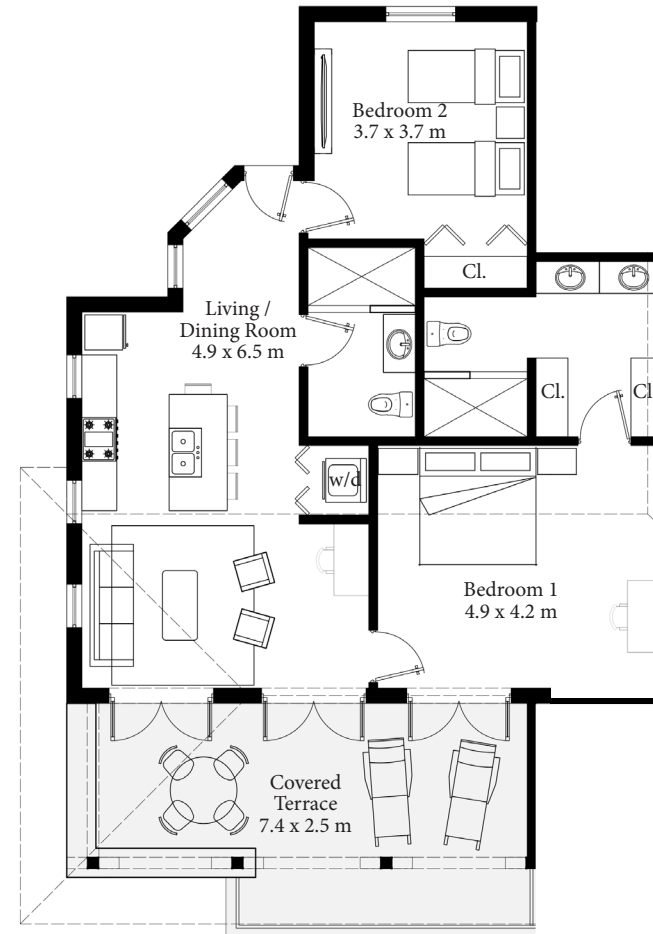 Bedroom 2
3.7 x 3.7 m
Cl.
Living /
Dining Room
4.9 x 6.5 m
Cl.
Cl.
w/d
Bedroom 1
4.9 x 4.2 m
Covered
Terrace
7.4 x 2.5 m